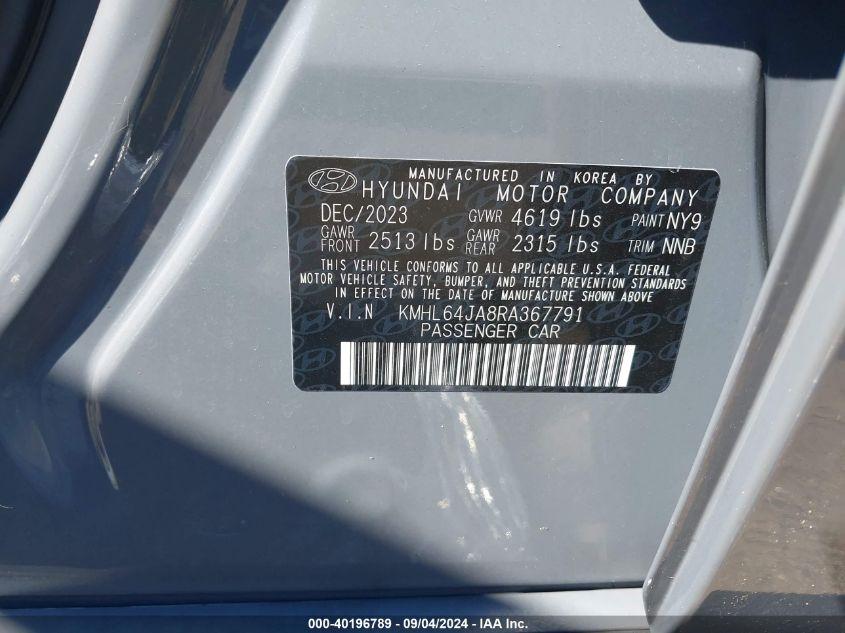 MANUFACTURED IN KOREA BY
HYUNDAI MOTOR COMPANY
DEC/2023 GVWR 4619 lbs PAINT NY9
GAWR FRONT 2513 lbs GAWR REAR 2315 lbs TRIM NNB
THIS VEHICLE CONFORMS TO ALL APPLICABLE U.S.A. FEDERAL
MOTOR VEHICLE SAFETY, BUMPER, AND THEFT PREVENTION STANDARDS
IN EFFECT ON THE DATE OF MANUFACTURE SHOWN ABOVE
V.I.N KMHL64JA8RA367791
PASSENGER CAR
000-40196789 - 09/04/2024 - IAA Inc.